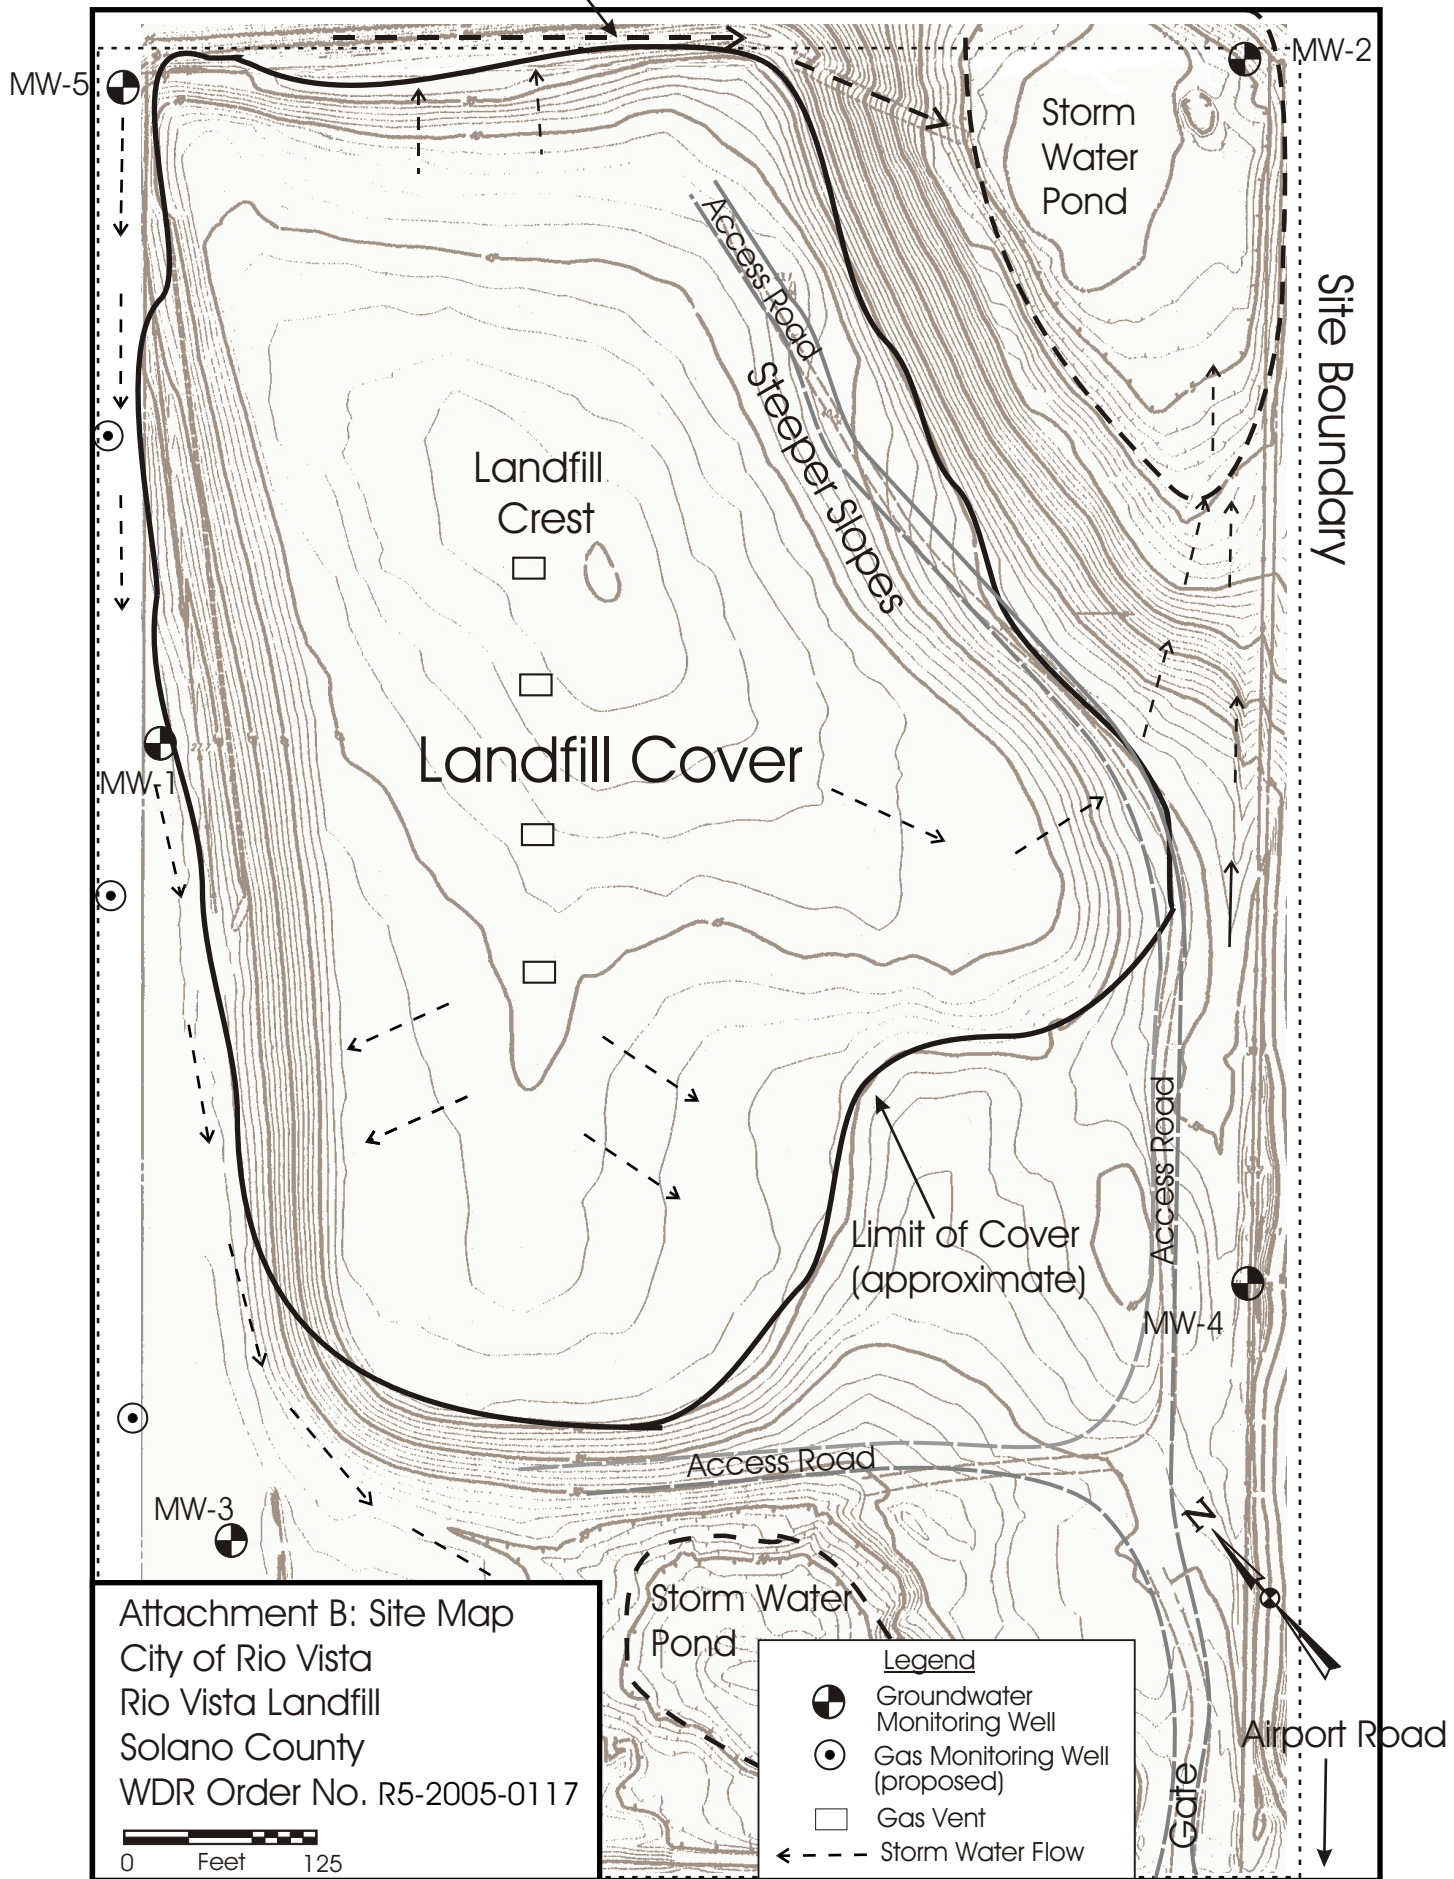 MW-5
MW-2
Storm
Water
Pond
Access Road
Site Boundary
Steeper Slopes
Landfill
Crest
Landfill Cover
MW-1
Access Road
Limit of Cover
(approximate)
MW-4
Access Road
MW-3
N
Storm Water
Pond
Attachment B: Site Map
City of Rio Vista
Rio Vista Landfill
Solano County
WDR Order No. R5-2005-0117
0 Feet 125
Legend
Groundwater
Monitoring Well
Gas Monitoring Well
(proposed)
Gas Vent
Storm Water Flow
Airport Road
Gate